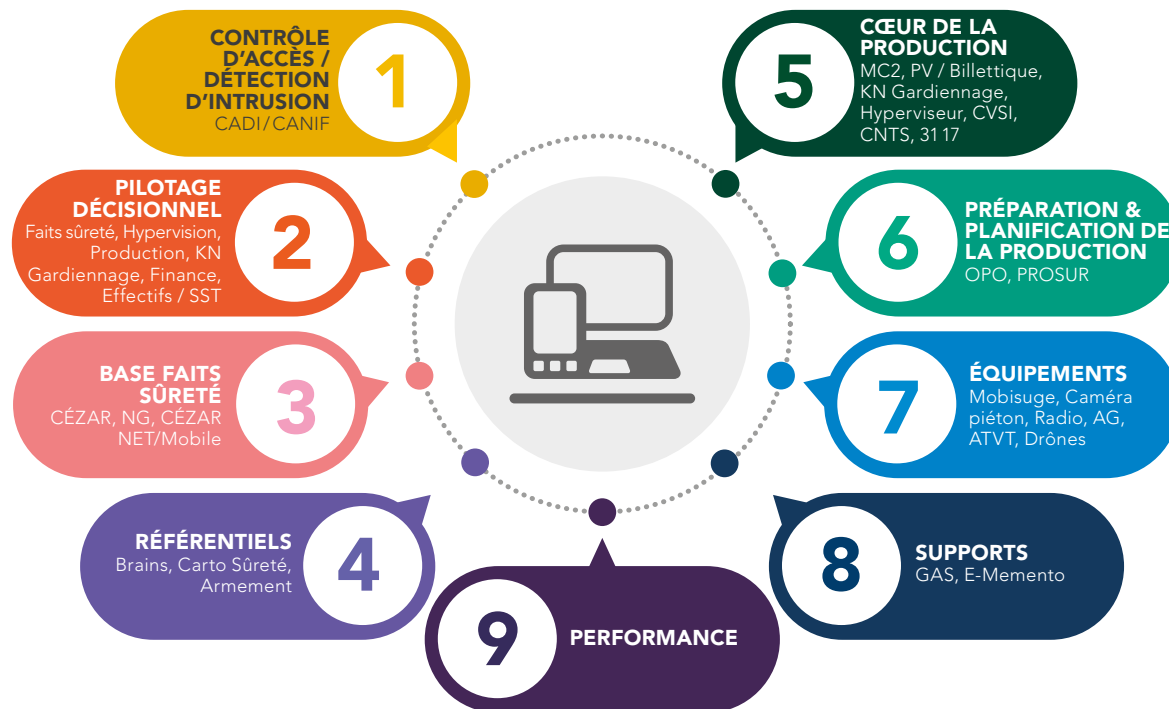 CONTRÔLE
D'ACCÈS /
DÉTECTION
D'INTRUSION
CADI/CANIF
1
PILOTAGE
DÉCISIONNEL
Faits sûreté, Hypervision,
Production, KN
Gardiennage, Finance,
Effectifs / SST
2
BASE FAITS
SÛRETÉ
CÉZAR, NG, CÉZAR
NET/Mobile
3
RÉFÉRENTIELS
Brains, Carto Sûreté,
Armement
4
5
CŒUR DE LA
PRODUCTION
MC2, PV / Billettique,
KN Gardiennage,
Hyperviseur, CVSI,
CNTS, 31 17
6
PRÉPARATION &
PLANIFICATION DE
LA PRODUCTION
OPO, PROSUR
7
ÉQUIPEMENTS
Mobisuge, Caméra
piéton, Radio, AG,
ATVT, Drônes
8
SUPPORTS
GAS, E-Memento
9
PERFORMANCE